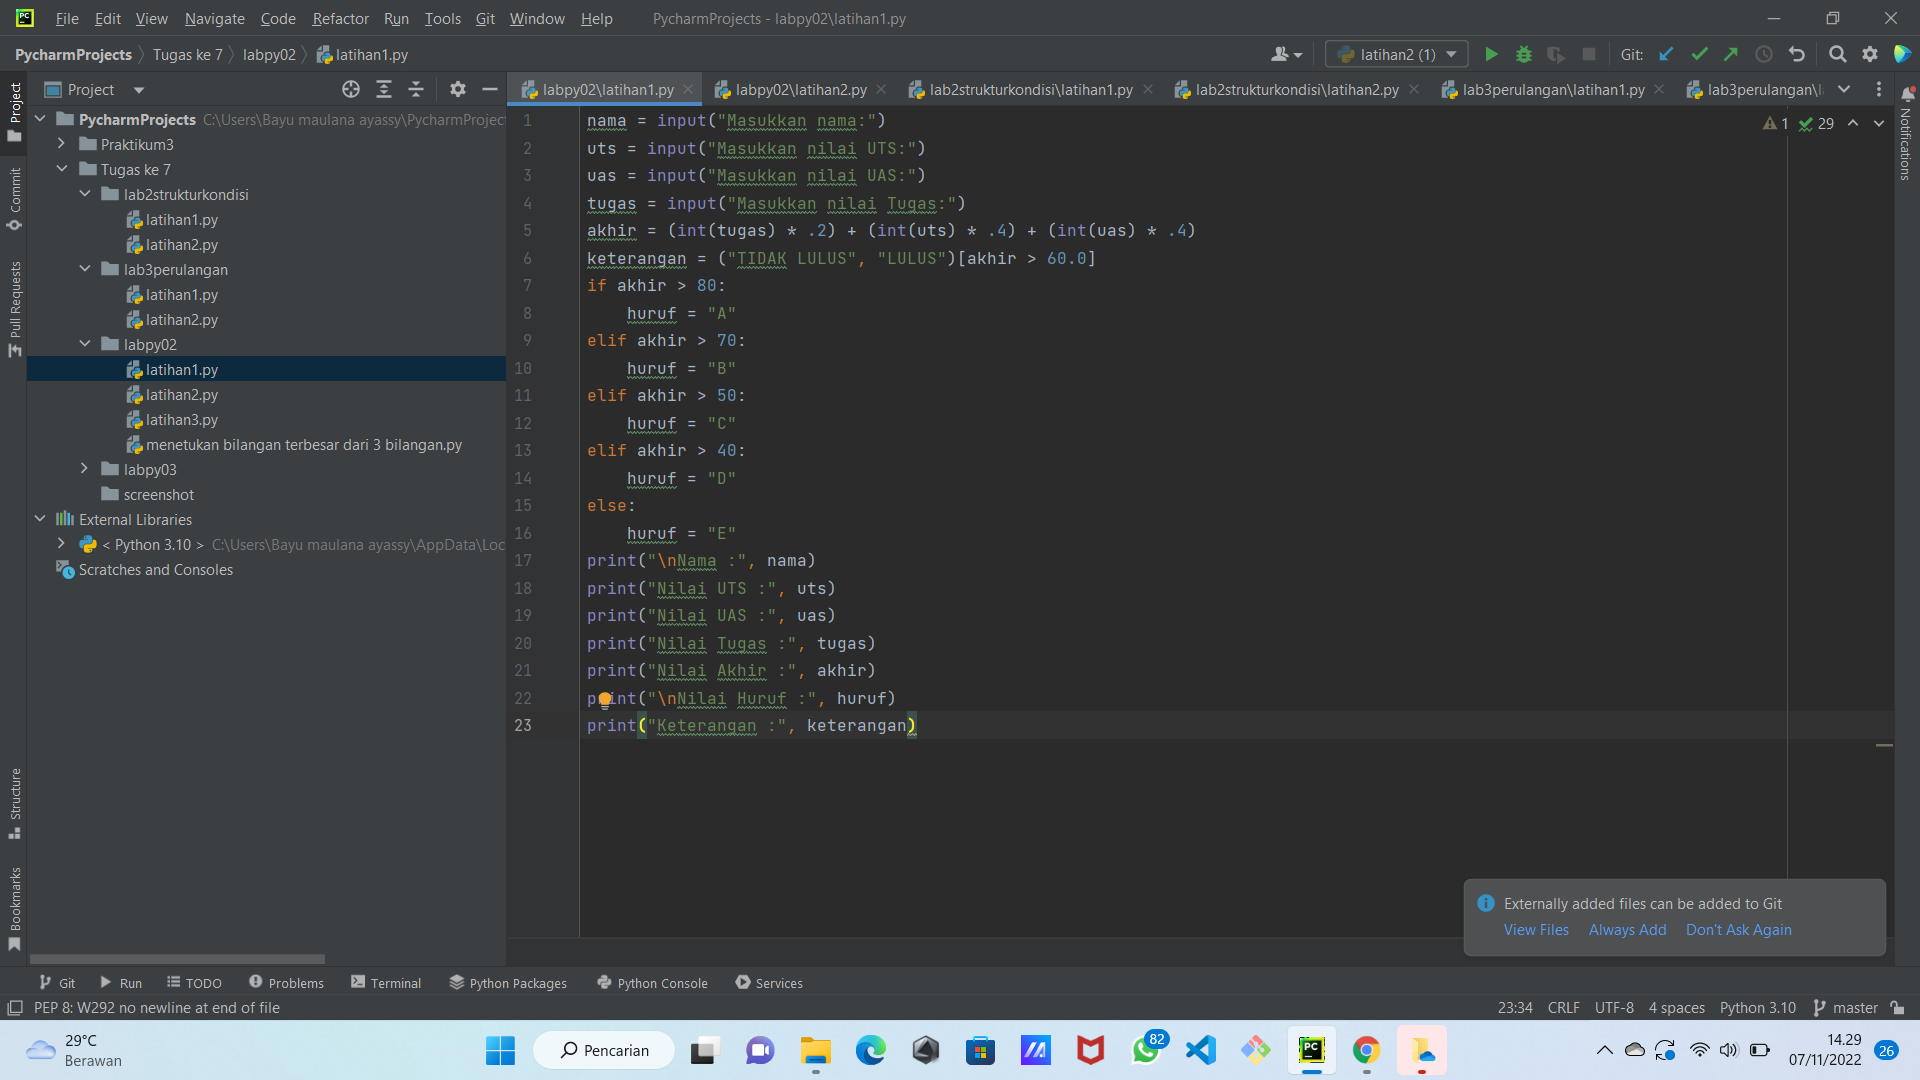 File Edit View Navigate Code Refactor Run Tools Git Window Help PycharmProjects - labpy02\latihan1.py
PycharmProjects Tugas ke 7 labpy02 latihan1.py latihan2 (1) Git:
Project labpy02\latihan1.py labpy02\latihan2.py lab2strukturkondisi\latihan1.py lab2strukturkondisi\latihan2.py lab3perulangan\latihan1.py lab3perulangan\
Project
Commit
Pull Requests
Structure
Bookmarks
PycharmProjects C:\Users\Bayu maulana ayassy\PycharmProjec
Praktikum3
Tugas ke 7
lab2strukturkondisi
latihan1.py
latihan2.py
lab3perulangan
latihan1.py
latihan2.py
labpy02
latihan1.py
latihan2.py
latihan3.py
menetukan bilangan terbesar dari 3 bilangan.py
labpy03
screenshot
External Libraries
< Python 3.10 > C:\Users\Bayu maulana ayassy\AppData\Loc
Scratches and Consoles
1 nama = input("Masukkan nama:")
2 uts = input("Masukkan nilai UTS:")
3 uas = input("Masukkan nilai UAS:")
4 tugas = input("Masukkan nilai Tugas:")
5 akhir = (int(tugas) * .2) + (int(uts) * .4) + (int(uas) * .4)
6 keterangan = ("TIDAK LULUS", "LULUS")[akhir > 60.0]
7 if akhir > 80:
8     huruf = "A"
9 elif akhir > 70:
10     huruf = "B"
11 elif akhir > 50:
12     huruf = "C"
13 elif akhir > 40:
14     huruf = "D"
15 else:
16     huruf = "E"
17 print("\nNama :", nama)
18 print("Nilai UTS :", uts)
19 print("Nilai UAS :", uas)
20 print("Nilai Tugas :", tugas)
21 print("Nilai Akhir :", akhir)
22 print("\nNilai Huruf :", huruf)
23 print("Keterangan :", keterangan)
1 29
Notifications
Externally added files can be added to Git
View Files Always Add Don't Ask Again
Git Run TODO Problems Terminal Python Packages Python Console Services
PEP 8: W292 no newline at end of file 23:34 CRLF UTF-8 4 spaces Python 3.10 master
29°C
Berawan
Pencarian
82
14.29
07/11/2022
26